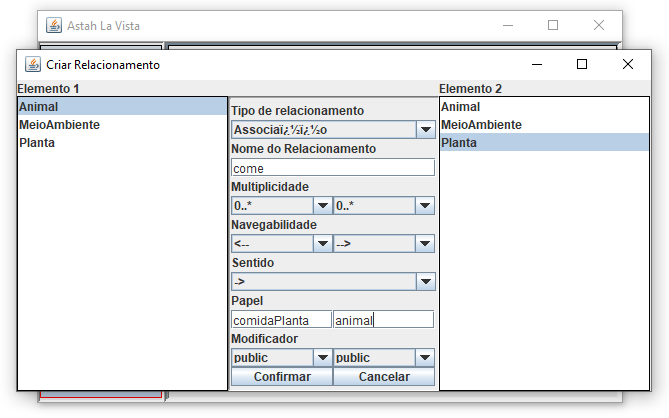 Astah La Vista
Criar Relacionamento
Elemento 1
Animal
MeioAmbiente
Planta
Tipo de relacionamento
Associaï¿½ï¿½o
Nome do Relacionamento
come
Multiplicidade
0..* 0..*
Navegabilidade
<-- -->
Sentido
->
Papel
comidaPlanta animal
Modificador
public public
Confirmar Cancelar
Elemento 2
Animal
MeioAmbiente
Planta